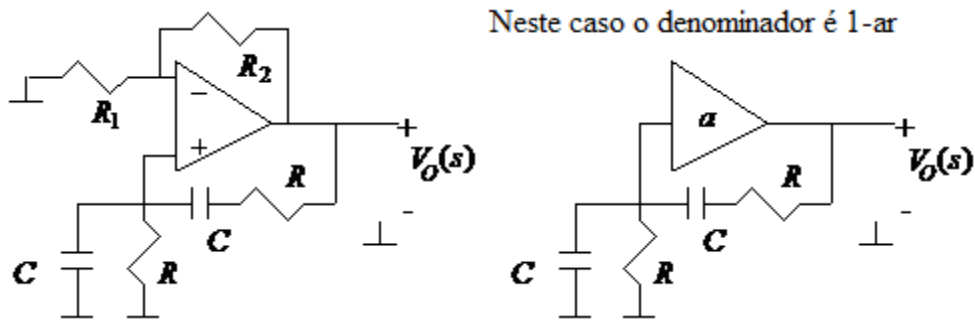 Neste caso o denominador é 1-ar
R2
R1
−
+
a
+
Vo(s)
-
R
C
C
R
+
Vo(s)
-
R
C
C
R